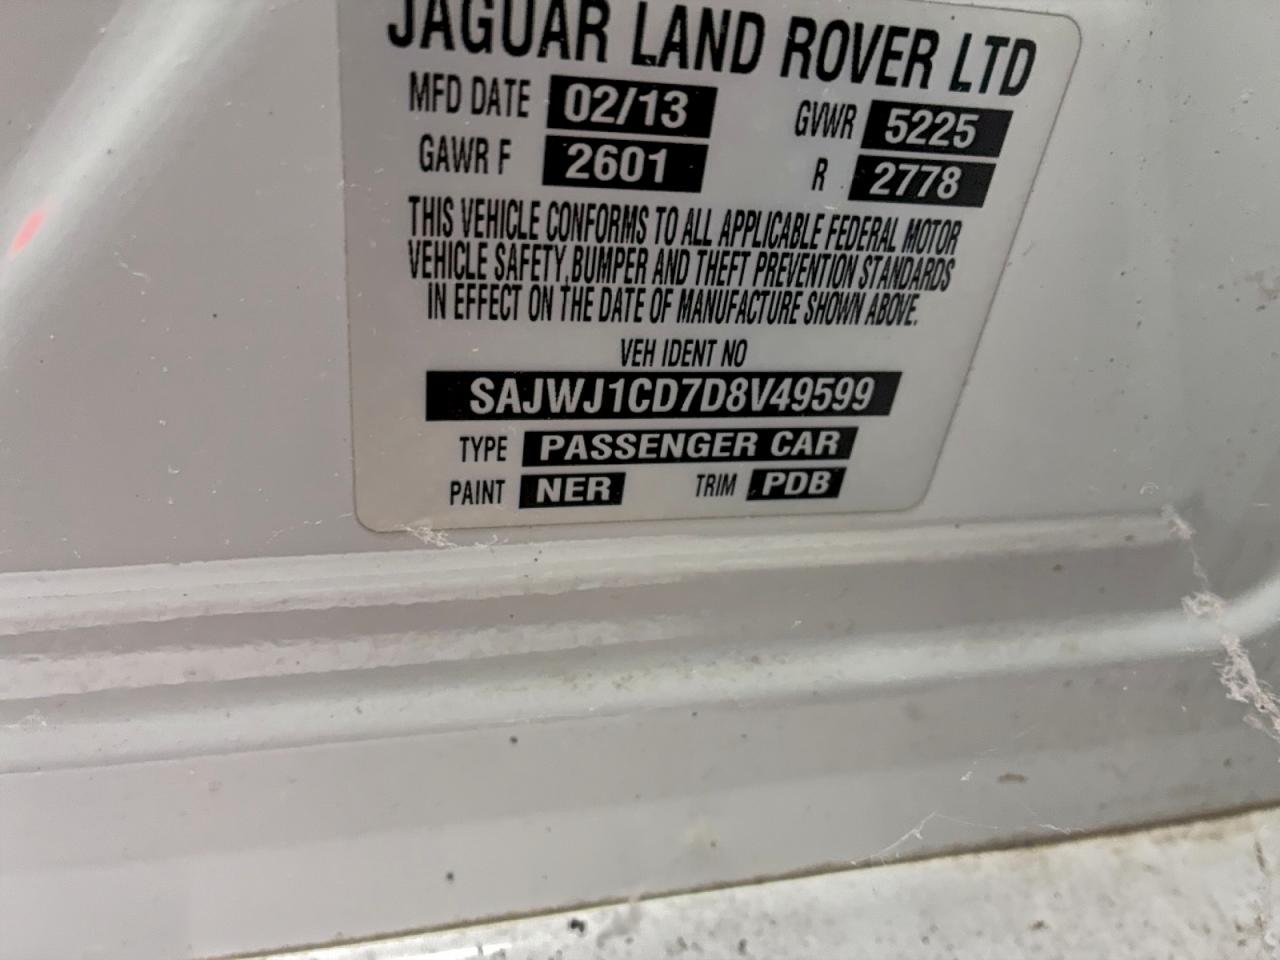 JAGUAR LAND ROVER LTD
MFD DATE 02/13 GVWR 5225
GAWR F 2601 R 2778
THIS VEHICLE CONFORMS TO ALL APPLICABLE FEDERAL MOTOR
VEHICLE SAFETY, BUMPER AND THEFT PREVENTION STANDARDS
IN EFFECT ON THE DATE OF MANUFACTURE SHOWN ABOVE.
VEH IDENT NO
SAJWJ1CD7D8V49599
TYPE PASSENGER CAR
PAINT NER TRIM PDB